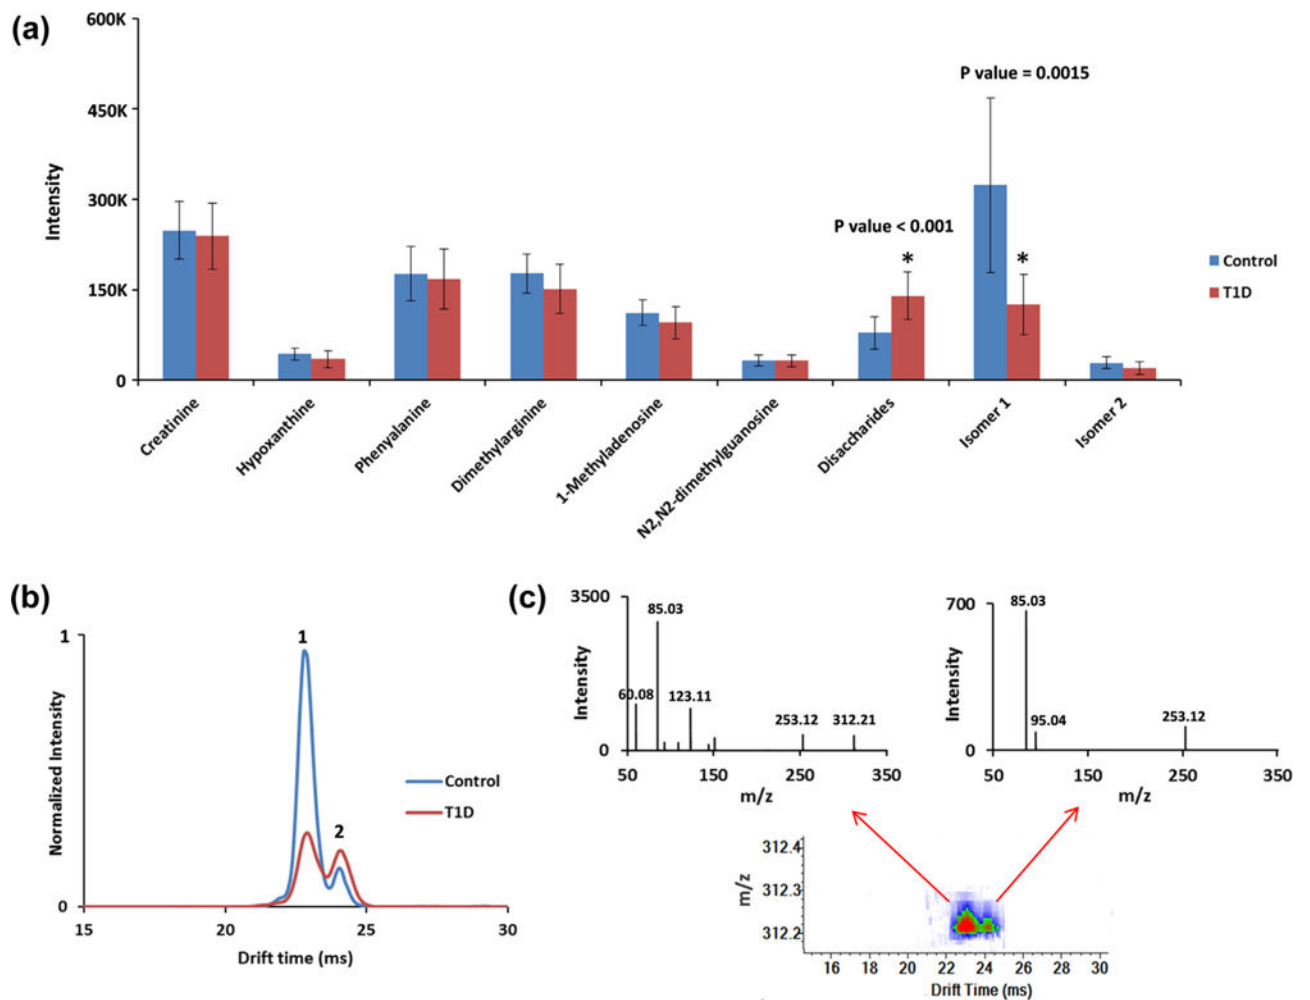 (a)
600K
450K
300K
150K
0
Intensity
P value = 0.0015
P value < 0.001
*
*
Control
T1D
Creatinine
Hypoxanthine
Phenyalanine
Dimethylarginine
1-Methyladenosine
N2,N2-dimethylguanosine
Disaccharides
Isomer 1
Isomer 2
(b)
1
0
Normalized Intensity
1
2
Control
T1D
15 20 25 30
Drift time (ms)
(c)
3500
0
Intensity
85.03
60.08
123.11
253.12
312.21
50 150 250 350
m/z
700
0
Intensity
85.03
95.04
253.12
50 150 250 350
m/z
312.4
312.3
312.2
m/z
16 18 20 22 24 26 28 30
Drift Time (ms)